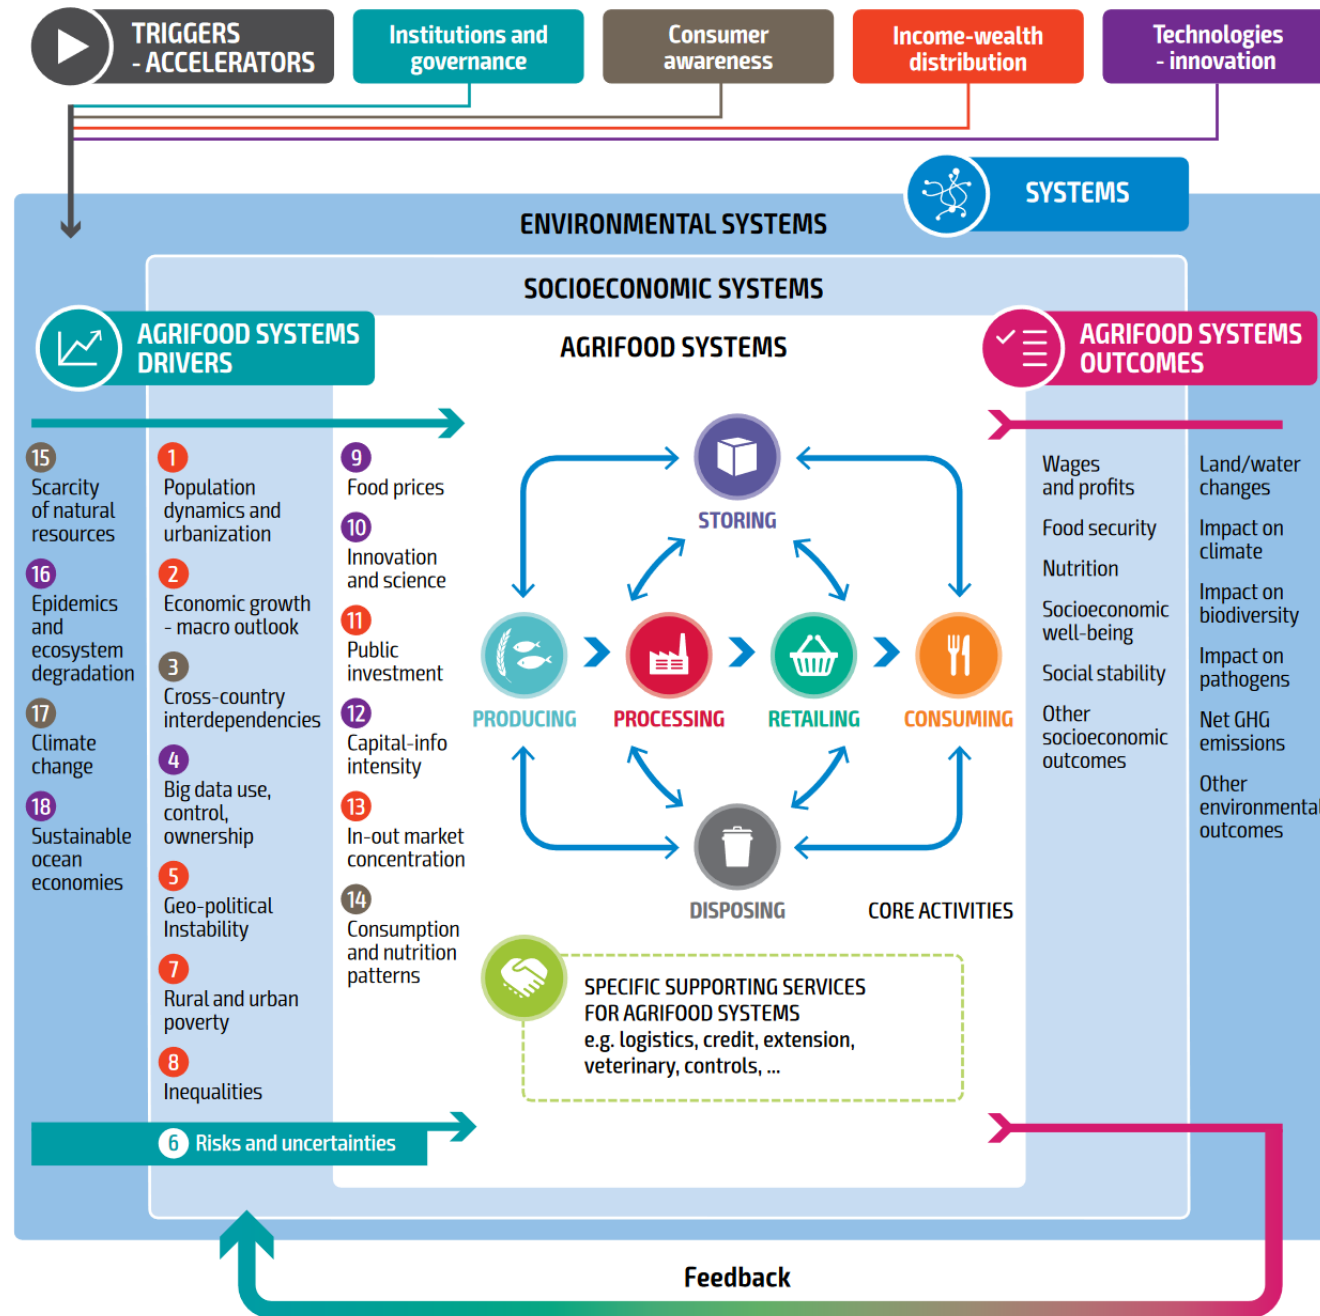 TRIGGERS
- ACCELERATORS
Institutions and
governance
Consumer
awareness
Income-wealth
distribution
Technologies
- innovation
SYSTEMS
ENVIRONMENTAL SYSTEMS
SOCIOECONOMIC SYSTEMS
AGRIFOOD SYSTEMS
DRIVERS
AGRIFOOD SYSTEMS
AGRIFOOD SYSTEMS
OUTCOMES
15
Scarcity
of natural
resources
16
Epidemics
and
ecosystem
degradation
17
Climate
change
18
Sustainable
ocean
economies
1
Population
dynamics and
urbanization
2
Economic growth
- macro outlook
3
Cross-country
interdependencies
4
Big data use,
control,
ownership
5
Geo-political
Instability
7
Rural and urban
poverty
8
Inequalities
6 Risks and uncertainties
9
Food prices
10
Innovation
and science
11
Public
investment
12
Capital-info
intensity
13
In-out market
concentration
14
Consumption
and nutrition
patterns
STORING
PRODUCING
PROCESSING
RETAILING
CONSUMING
DISPOSING
CORE ACTIVITIES
SPECIFIC SUPPORTING SERVICES
FOR AGRIFOOD SYSTEMS
e.g. logistics, credit, extension,
veterinary, controls, ...
Wages
and profits
Food security
Nutrition
Socioeconomic
well-being
Social stability
Other
socioeconomic
outcomes
Land/water
changes
Impact on
climate
Impact on
biodiversity
Impact on
pathogens
Net GHG
emissions
Other
environmental
outcomes
Feedback